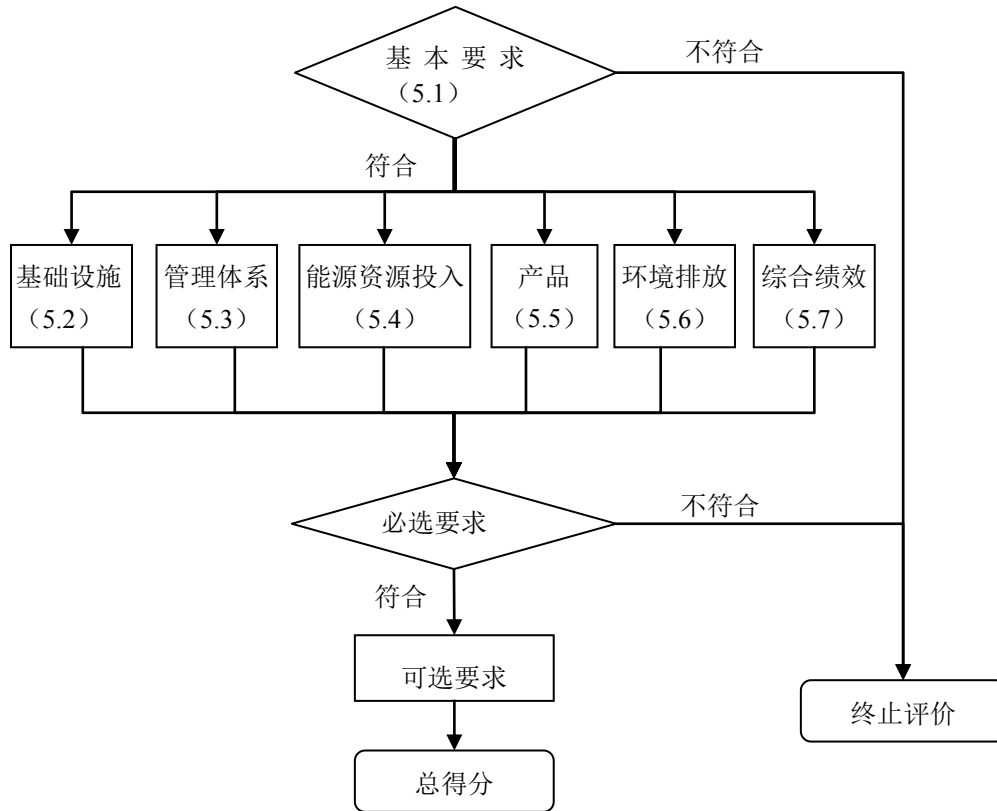 基 本 要 求
（5.1）
不符合
符合
基础设施
（5.2）
管理体系
（5.3）
能源资源投入
（5.4）
产品
（5.5）
环境排放
（5.6）
综合绩效
（5.7）
必选要求
不符合
符合
可选要求
终止评价
总得分